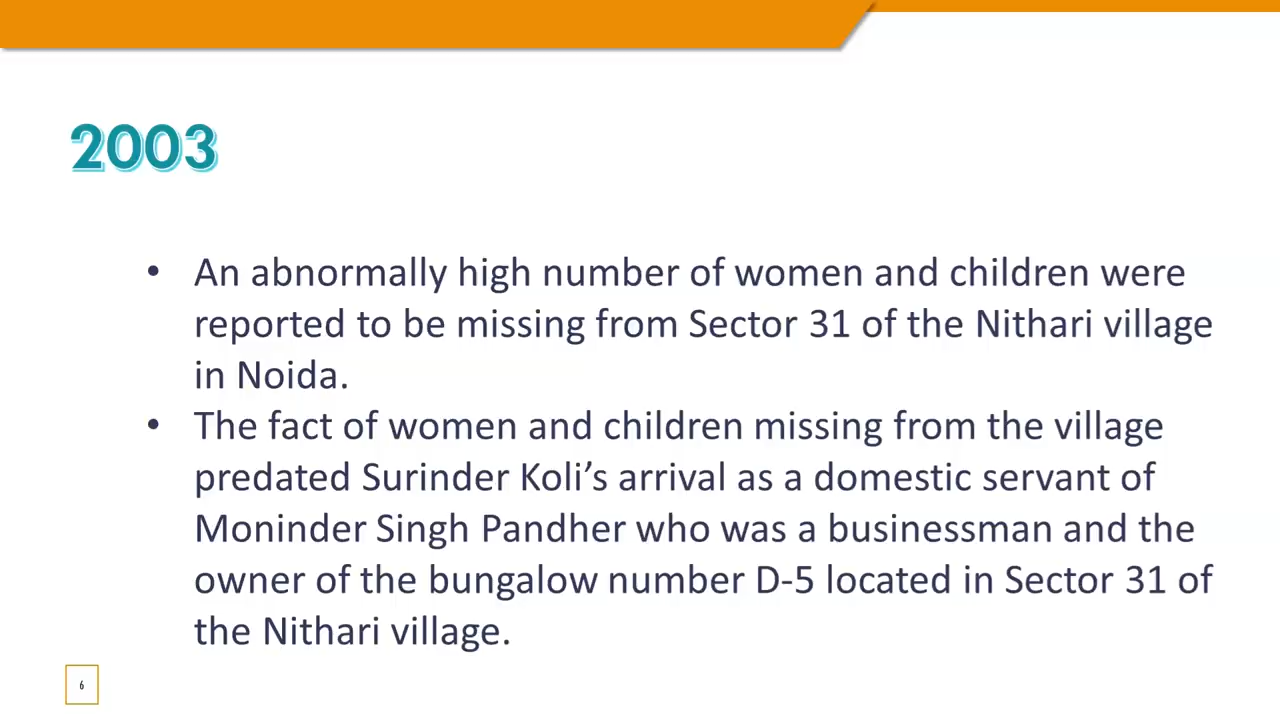 2003
• An abnormally high number of women and children were
reported to be missing from Sector 31 of the Nithari village
in Noida.
• The fact of women and children missing from the village
predated Surinder Koli’s arrival as a domestic servant of
Moninder Singh Pandher who was a businessman and the
owner of the bungalow number D-5 located in Sector 31 of
the Nithari village.
6